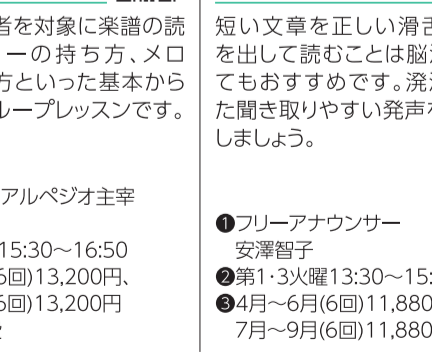 者を対象に楽譜の読
ーの持ち方、メロ
方といった基本から
ループレッスンです。
アルペジオ主宰
15:30〜16:50
6回)13,200円、
6回)13,200円
短い文章を正しい滑舌
を出して読むことは脳
てもおすすめです。溌
た聞き取りやすい発声
しましょう。
❶フリーアナウンサー
安澤智子
❷第1・3火曜13:30〜15:
❸4月〜6月(6回)11,880
7月〜9月(6回)11,880